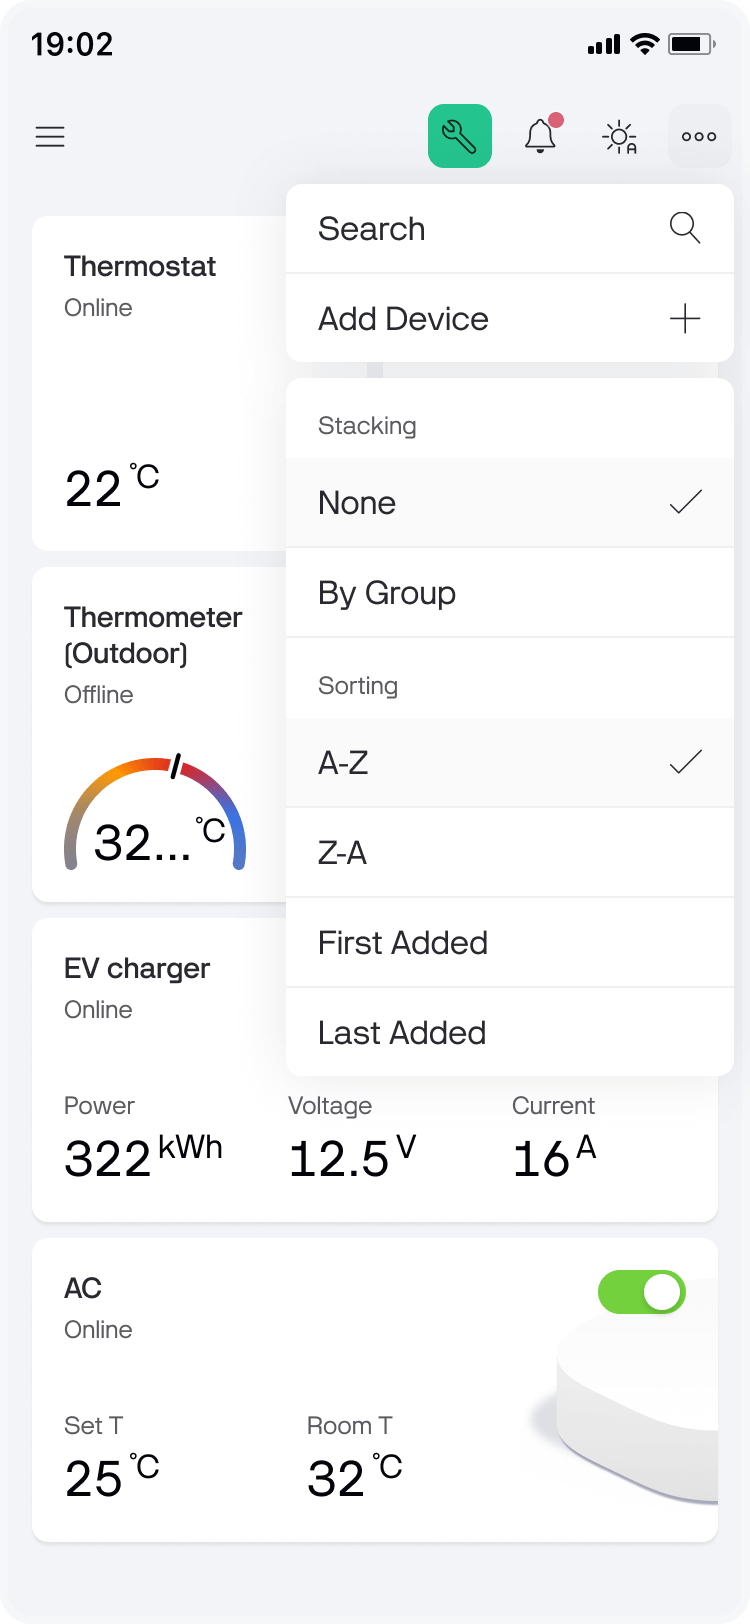 19:02
A
Search
Add Device
Thermostat
Online
22 °C
Stacking
None
By Group
Sorting
A-Z
Z-A
First Added
Last Added
Thermometer
(Outdoor)
Offline
32... °C
EV charger
Online
Power Voltage Current
322 kWh 12.5 V 16 A
AC
Online
Set T Room T
25 °C 32 °C